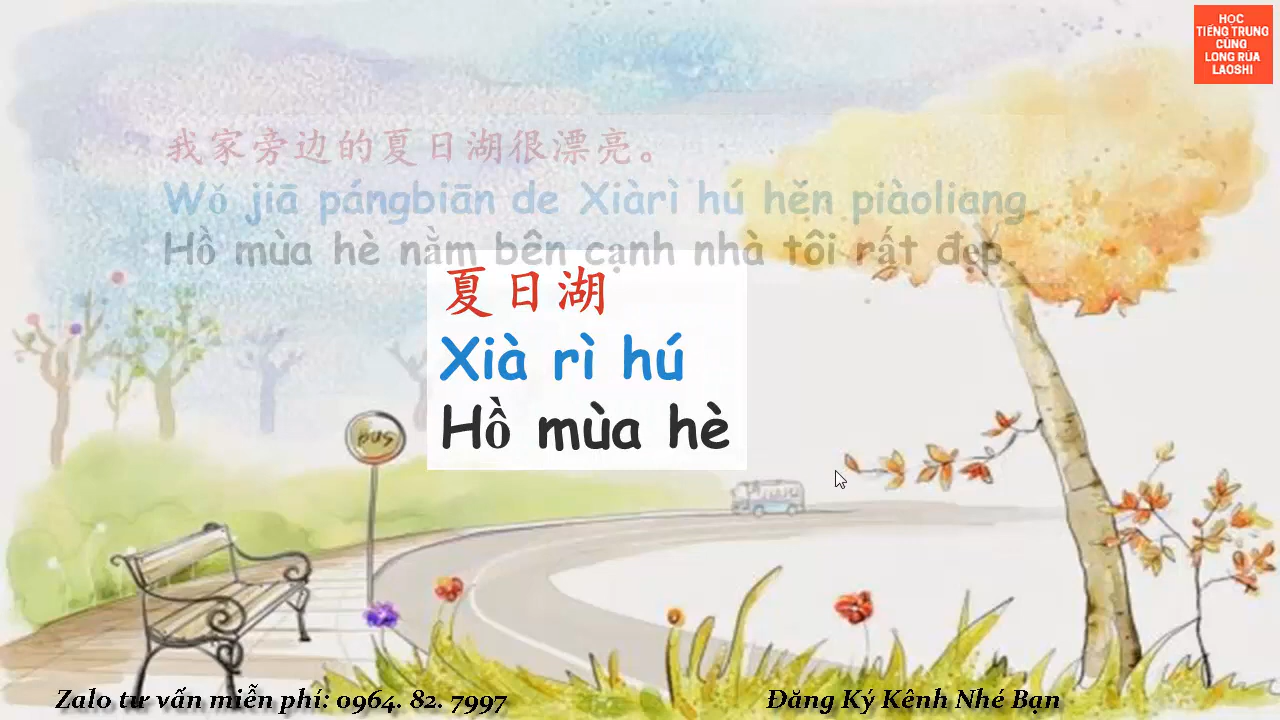 HỌC
TIẾNG TRUNG
CÙNG
LONG RÙA
LAOSHI
我家旁边的夏日湖很漂亮。
Wǒ jiā pángbiān de Xiàrì hú hěn piàoliang
Hồ mùa hè nằm bên cạnh nhà tôi rất đẹp.
夏日湖
Xià rì hú
Hồ mùa hè
BUS
Zalo tư vấn miễn phí: 0964. 82. 7997
Đăng Ký Kênh Nhé Bạn